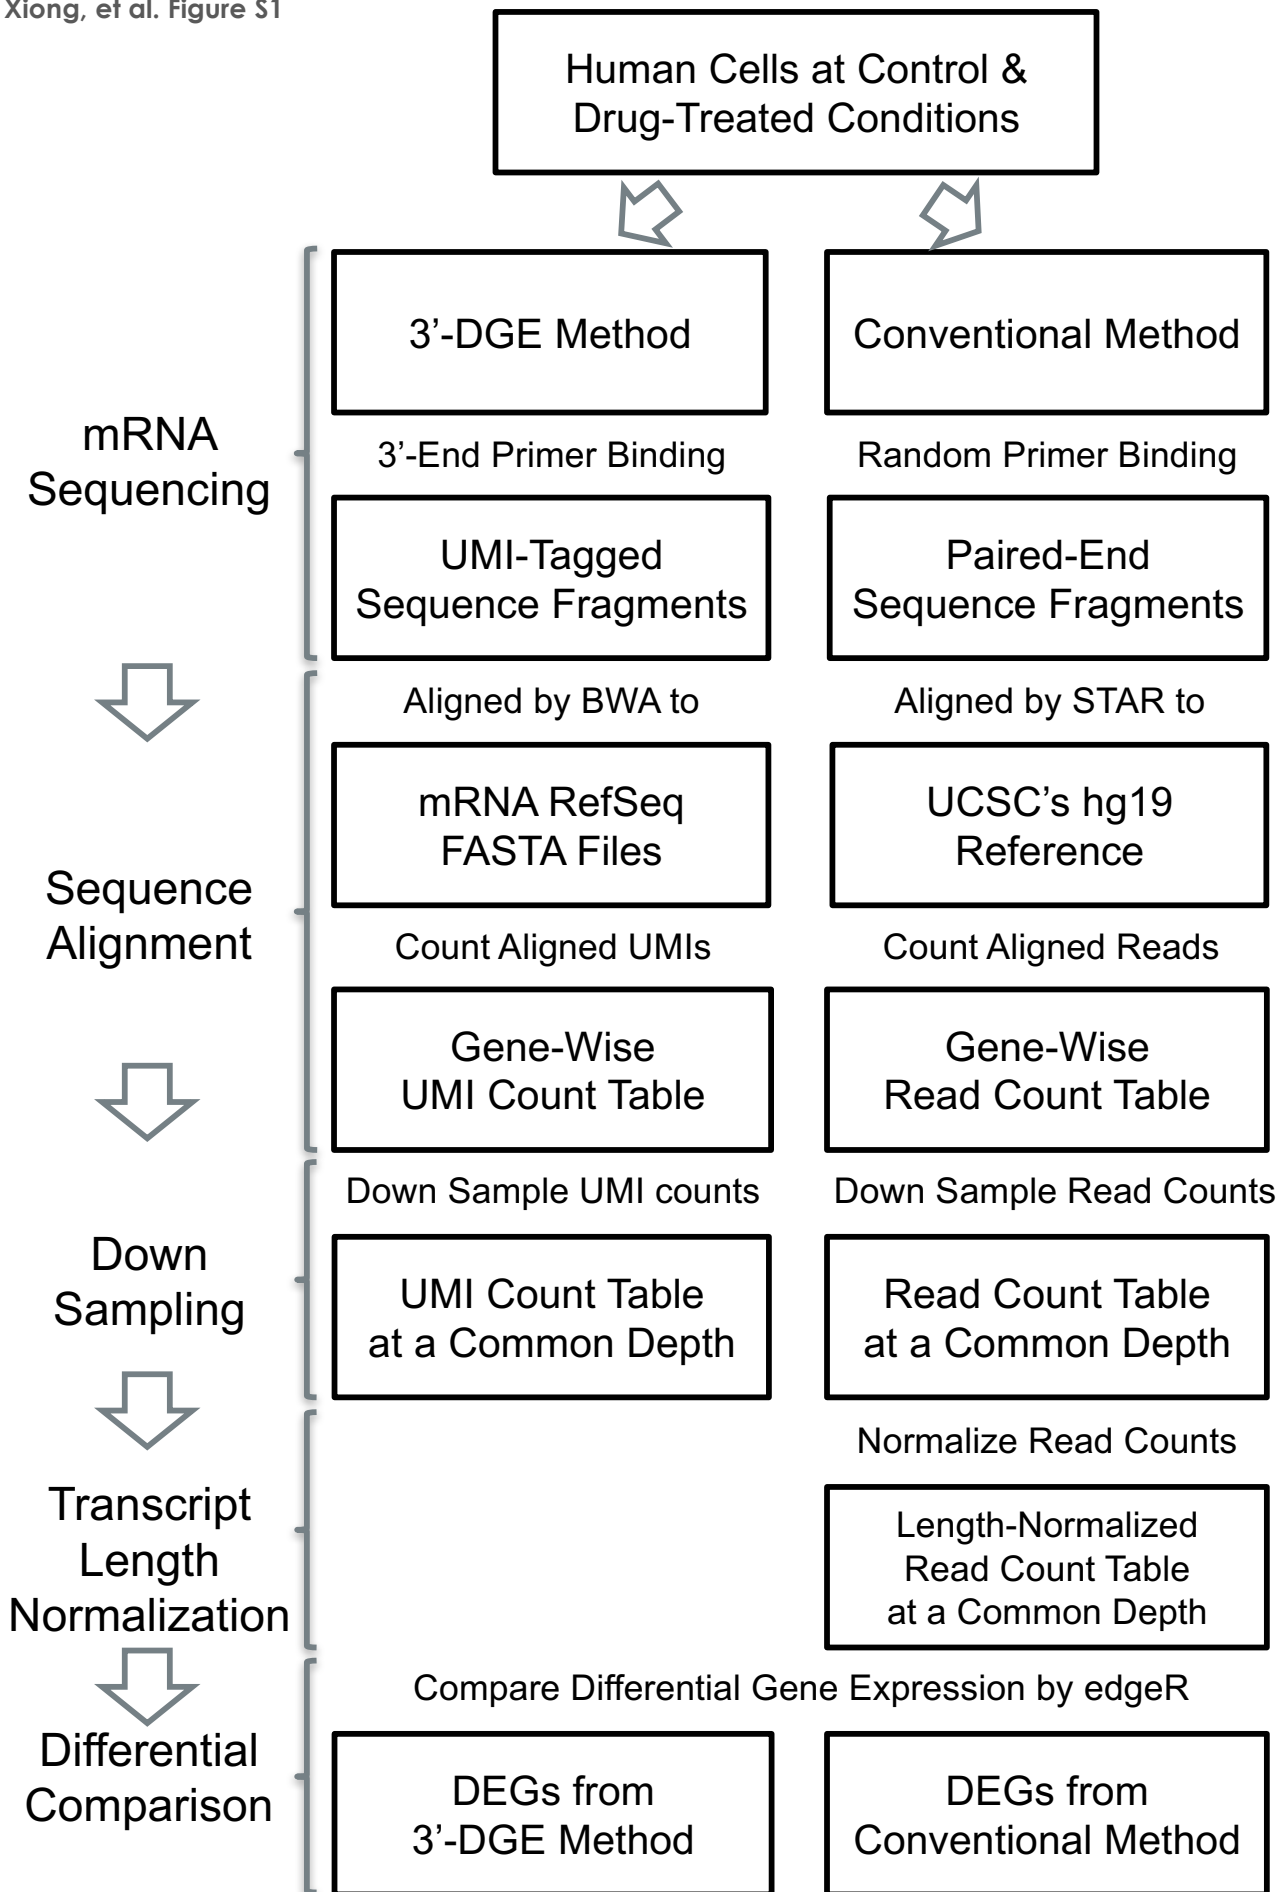 Xiong, et al. Figure S1
Human Cells at Control &
Drug-Treated Conditions
mRNA
Sequencing
3’-DGE Method
Conventional Method
3’-End Primer Binding
Random Primer Binding
UMI-Tagged
Sequence Fragments
Paired-End
Sequence Fragments
Sequence
Alignment
Aligned by BWA to
Aligned by STAR to
mRNA RefSeq
FASTA Files
UCSC’s hg19
Reference
Count Aligned UMIs
Count Aligned Reads
Gene-Wise
UMI Count Table
Gene-Wise
Read Count Table
Down
Sampling
Down Sample UMI counts
Down Sample Read Counts
UMI Count Table
at a Common Depth
Read Count Table
at a Common Depth
Transcript
Length
Normalization
Normalize Read Counts
Length-Normalized
Read Count Table
at a Common Depth
Differential
Comparison
Compare Differential Gene Expression by edgeR
DEGs from
3’-DGE Method
DEGs from
Conventional Method